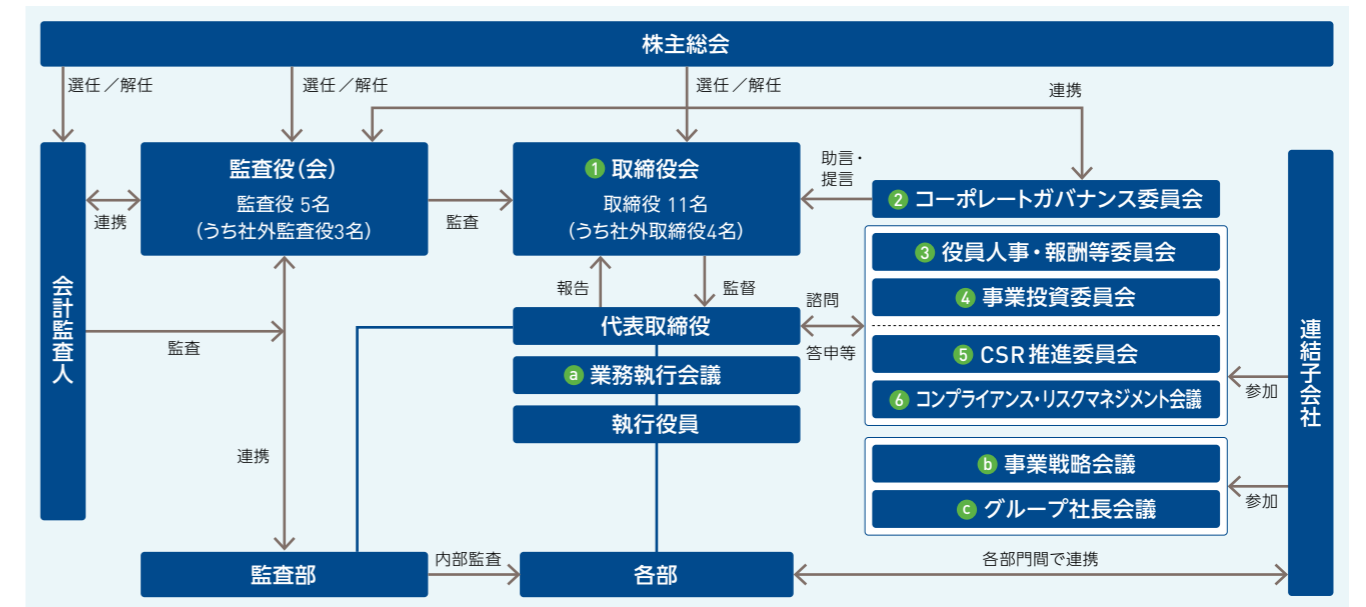 株主総会
選任／解任
選任／解任
選任／解任
連携
監査役(会)
監査役 5名
(うち社外監査役3名)
連携
監査
1 取締役会
取締役 11名
(うち社外取締役4名)
助言・
提言
2 コーポレートガバナンス委員会
3 役員人事・報酬等委員会
4 事業投資委員会
5 CSR推進委員会
6 コンプライアンス・リスクマネジメント会議
会計監査人
監査
報告
監督
代表取締役
諮問
答申等
a 業務執行会議
執行役員
参加
連結子会社
b 事業戦略会議
c グループ社長会議
参加
連携
監査部
内部監査
各部
各部門間で連携